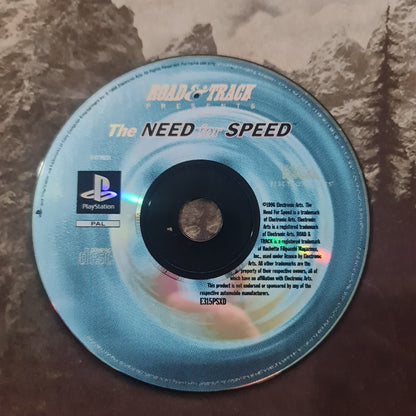 ROAD & TRACK
PRESENTS
The NEED for SPEED
PlayStation
PAL
©1996 Electronic Arts. The
Need For Speed is a trademark
of Electronic Arts. Electronic
Arts is a registered trademark
of Electronic Arts. ROAD &
TRACK is a registered trademark
of Hachette Filipacchi Magazines,
Inc., used under license by Electronic
Arts. All other trademarks are the
property of their respective owners, all of
which have no affiliation with Electronic Arts.
This product is not endorsed or sponsored by any of the
respective automobile manufacturers.
E315PSXD